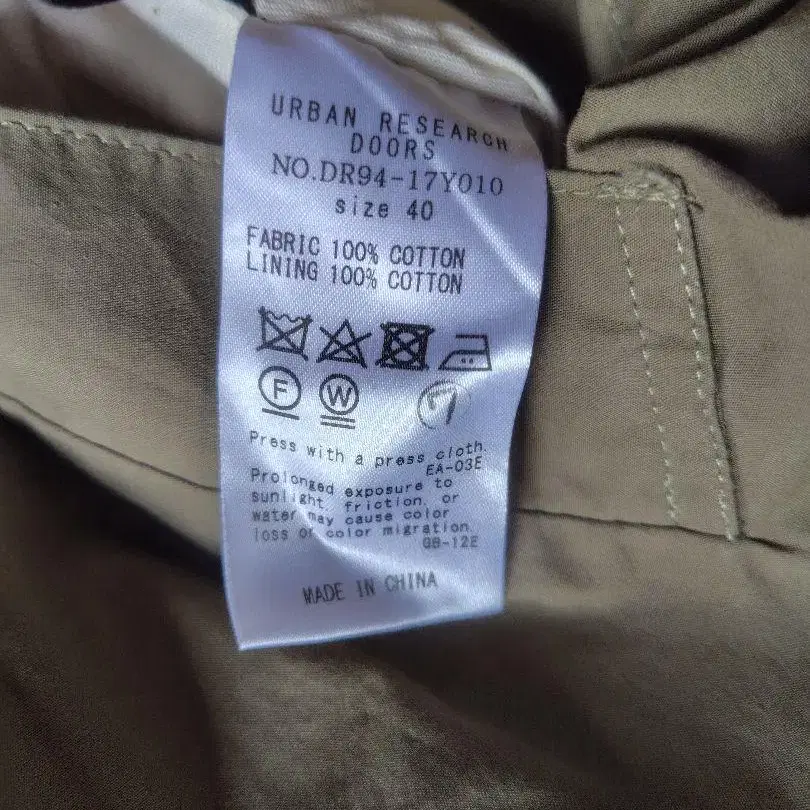 URBAN RESEARCH
DOORS
NO.DR94-17Y010
size 40
FABRIC 100% COTTON
LINING 100% COTTON
F W 7
Press with a press cloth.
EA-03E
Prolonged exposure to
sunlight, friction, or
water may cause color
loss or color migration.
GB-12E
MADE IN CHINA